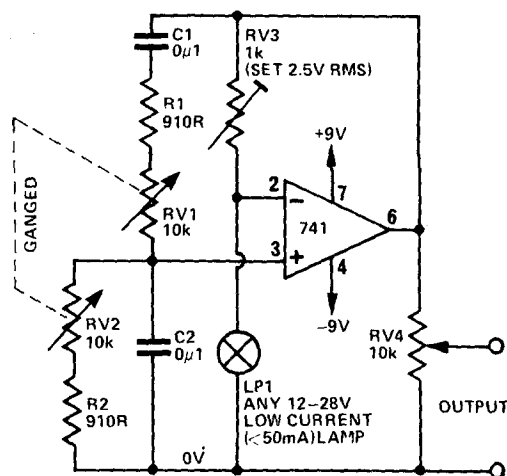 C1
0µ1
RV3
1k
(SET 2.5V RMS)
R1
910R
GANGED
RV1
10k
+9V
2
7
−
741
6
3
+
4
−9V
RV2
10k
C2
0µ1
RV4
10k
R2
910R
LP1
ANY 12–28V
LOW CURRENT
(<50mA) LAMP
OUTPUT
0V